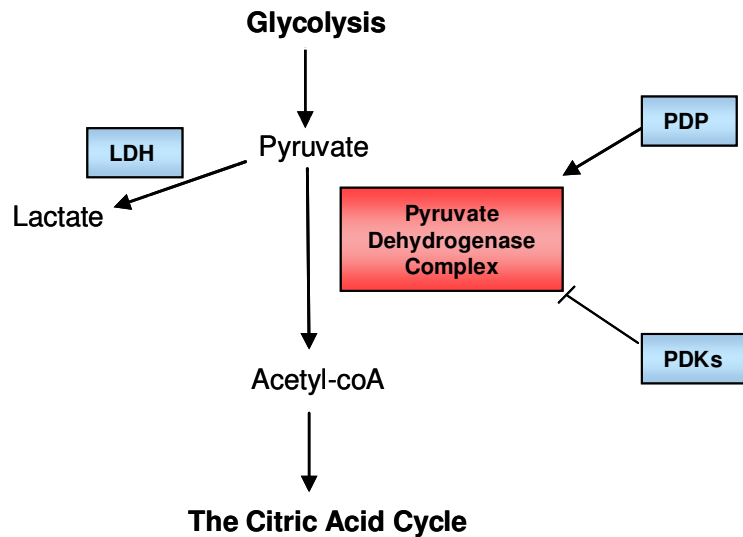 Glycolysis
PDP
LDH
Pyruvate
Lactate
Pyruvate
Dehydrogenase
Complex
PDKs
Acetyl-coA
The Citric Acid Cycle